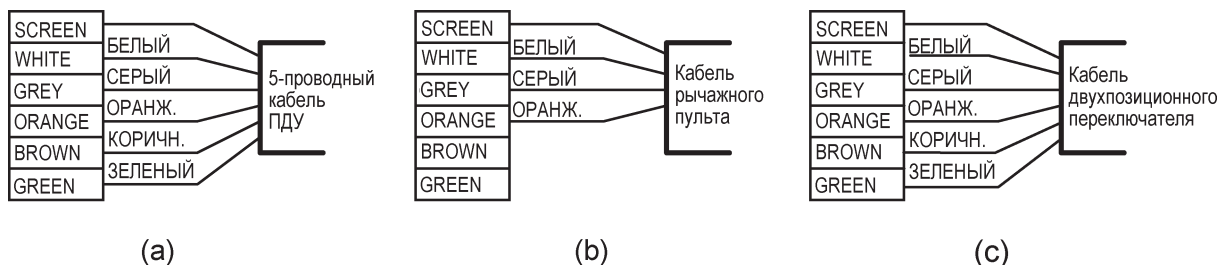 SCREEN
WHITE
GREY
ORANGE
BROWN
GREEN
БЕЛЫЙ
СЕРЫЙ
ОРАНЖ.
КОРИЧН.
ЗЕЛЕНЫЙ
5-проводный
кабель
ПДУ
(a)
SCREEN
WHITE
GREY
ORANGE
BROWN
GREEN
БЕЛЫЙ
СЕРЫЙ
ОРАНЖ.
Кабель
рычажного
пульта
(b)
SCREEN
WHITE
GREY
ORANGE
BROWN
GREEN
БЕЛЫЙ
СЕРЫЙ
ОРАНЖ.
КОРИЧН.
ЗЕЛЕНЫЙ
Кабель
двухпозиционного
переключателя
(c)